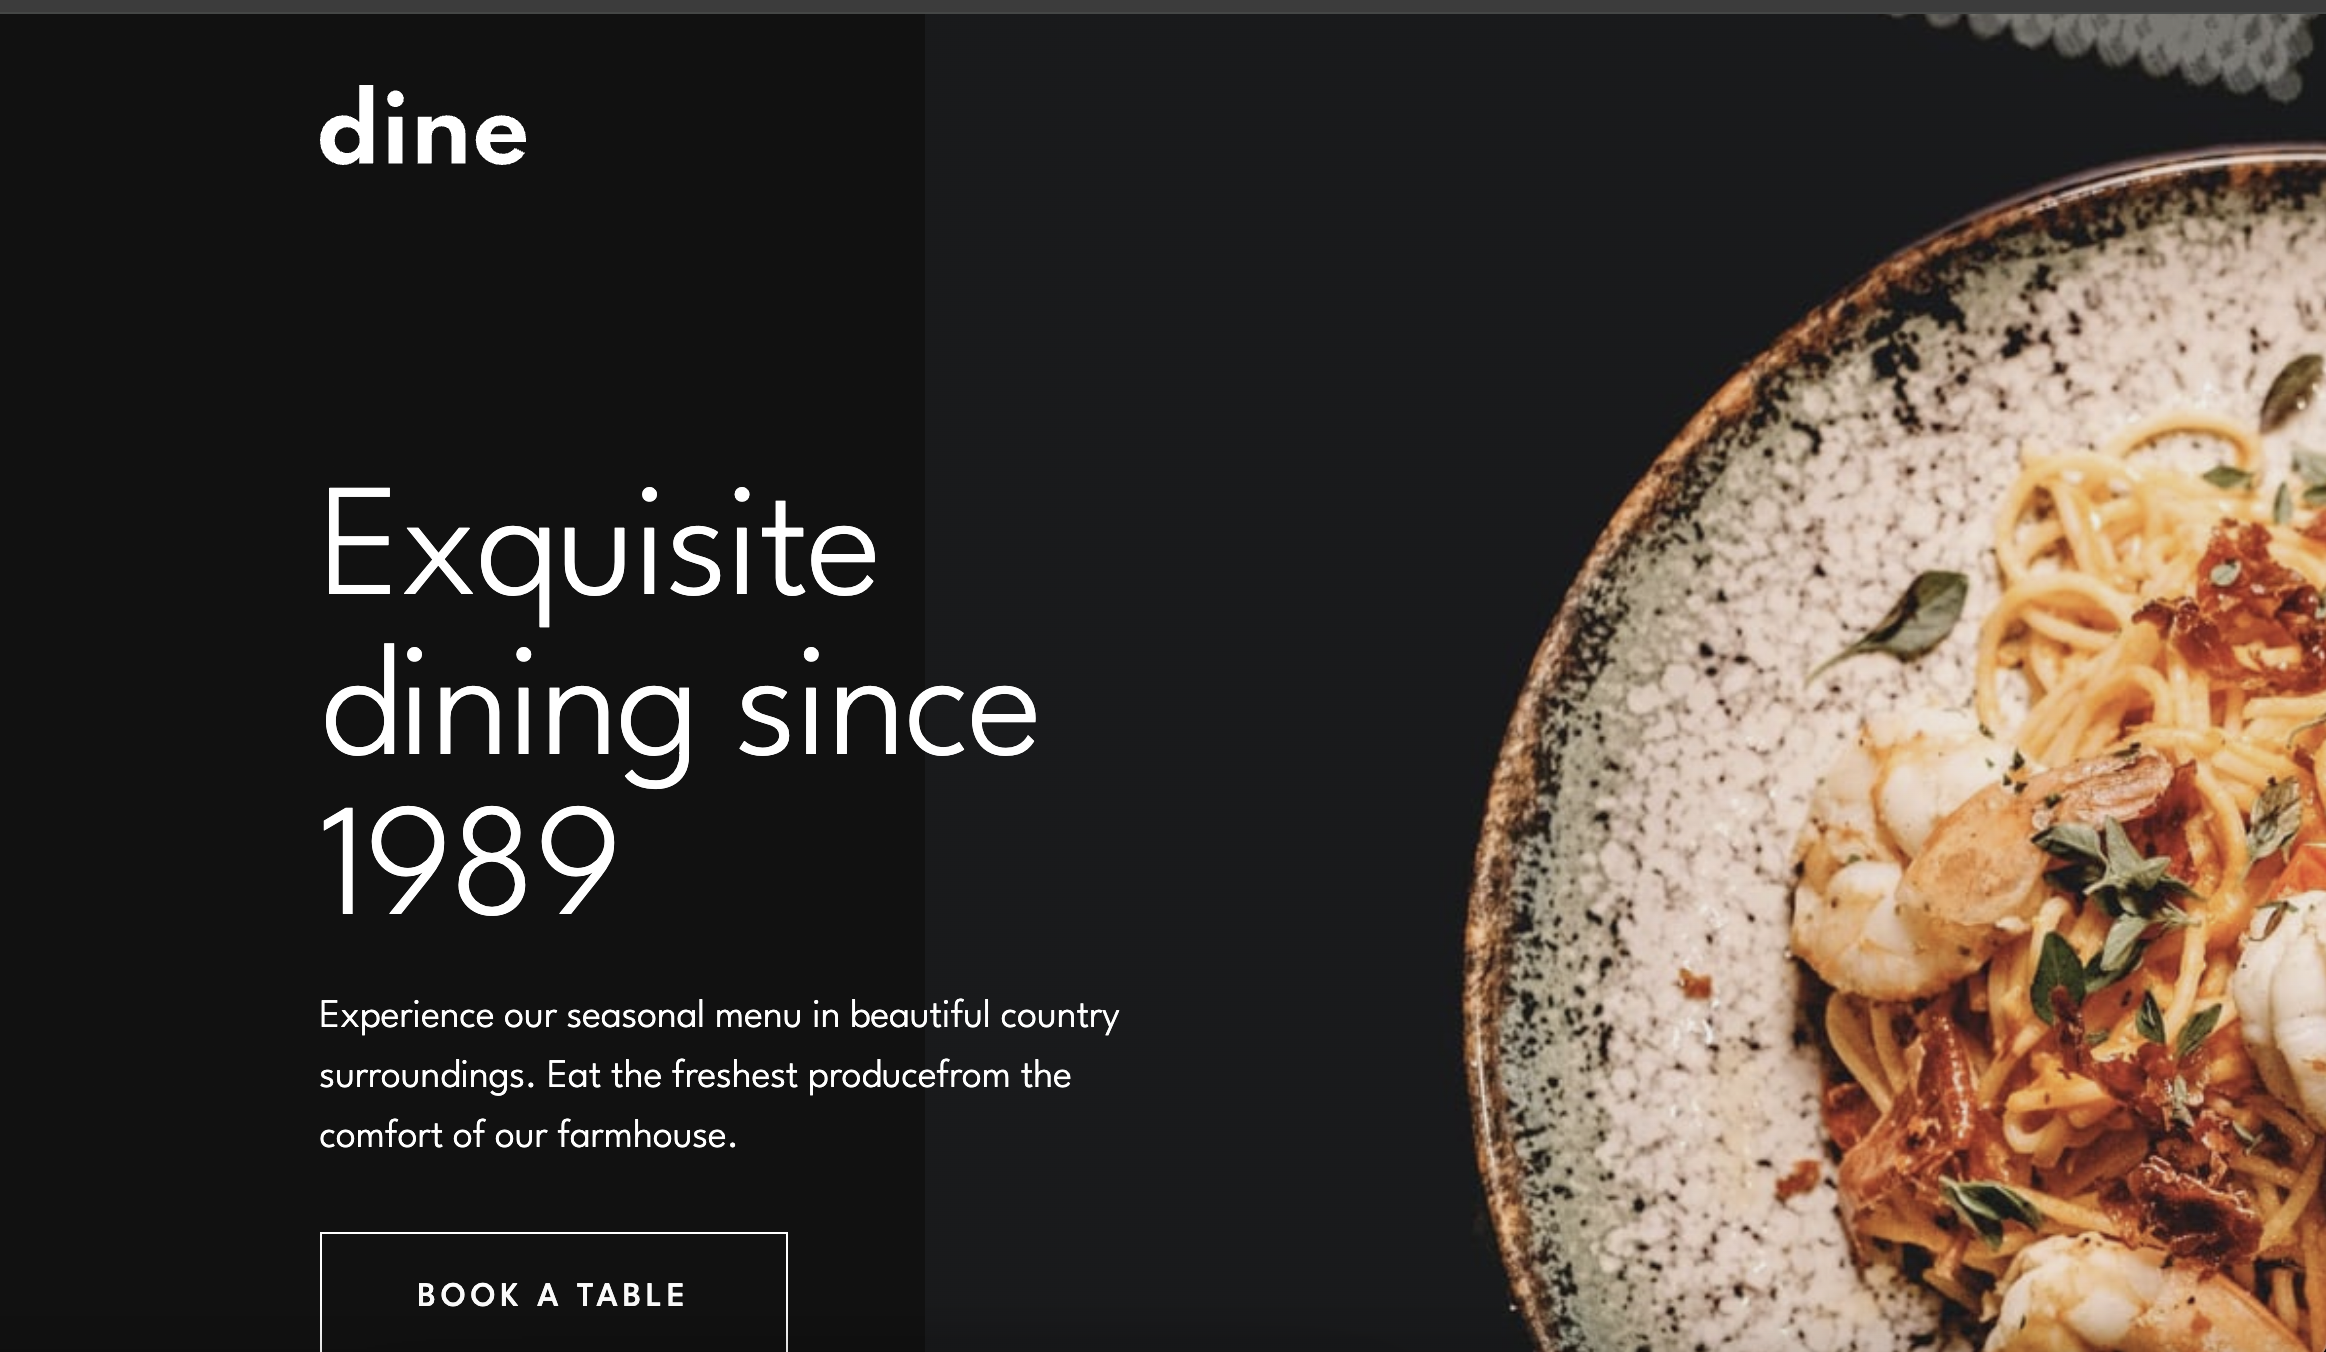 dine
Exquisite
dining since
1989
Experience our seasonal menu in beautiful country
surroundings. Eat the freshest producefrom the
comfort of our farmhouse.
BOOK A TABLE